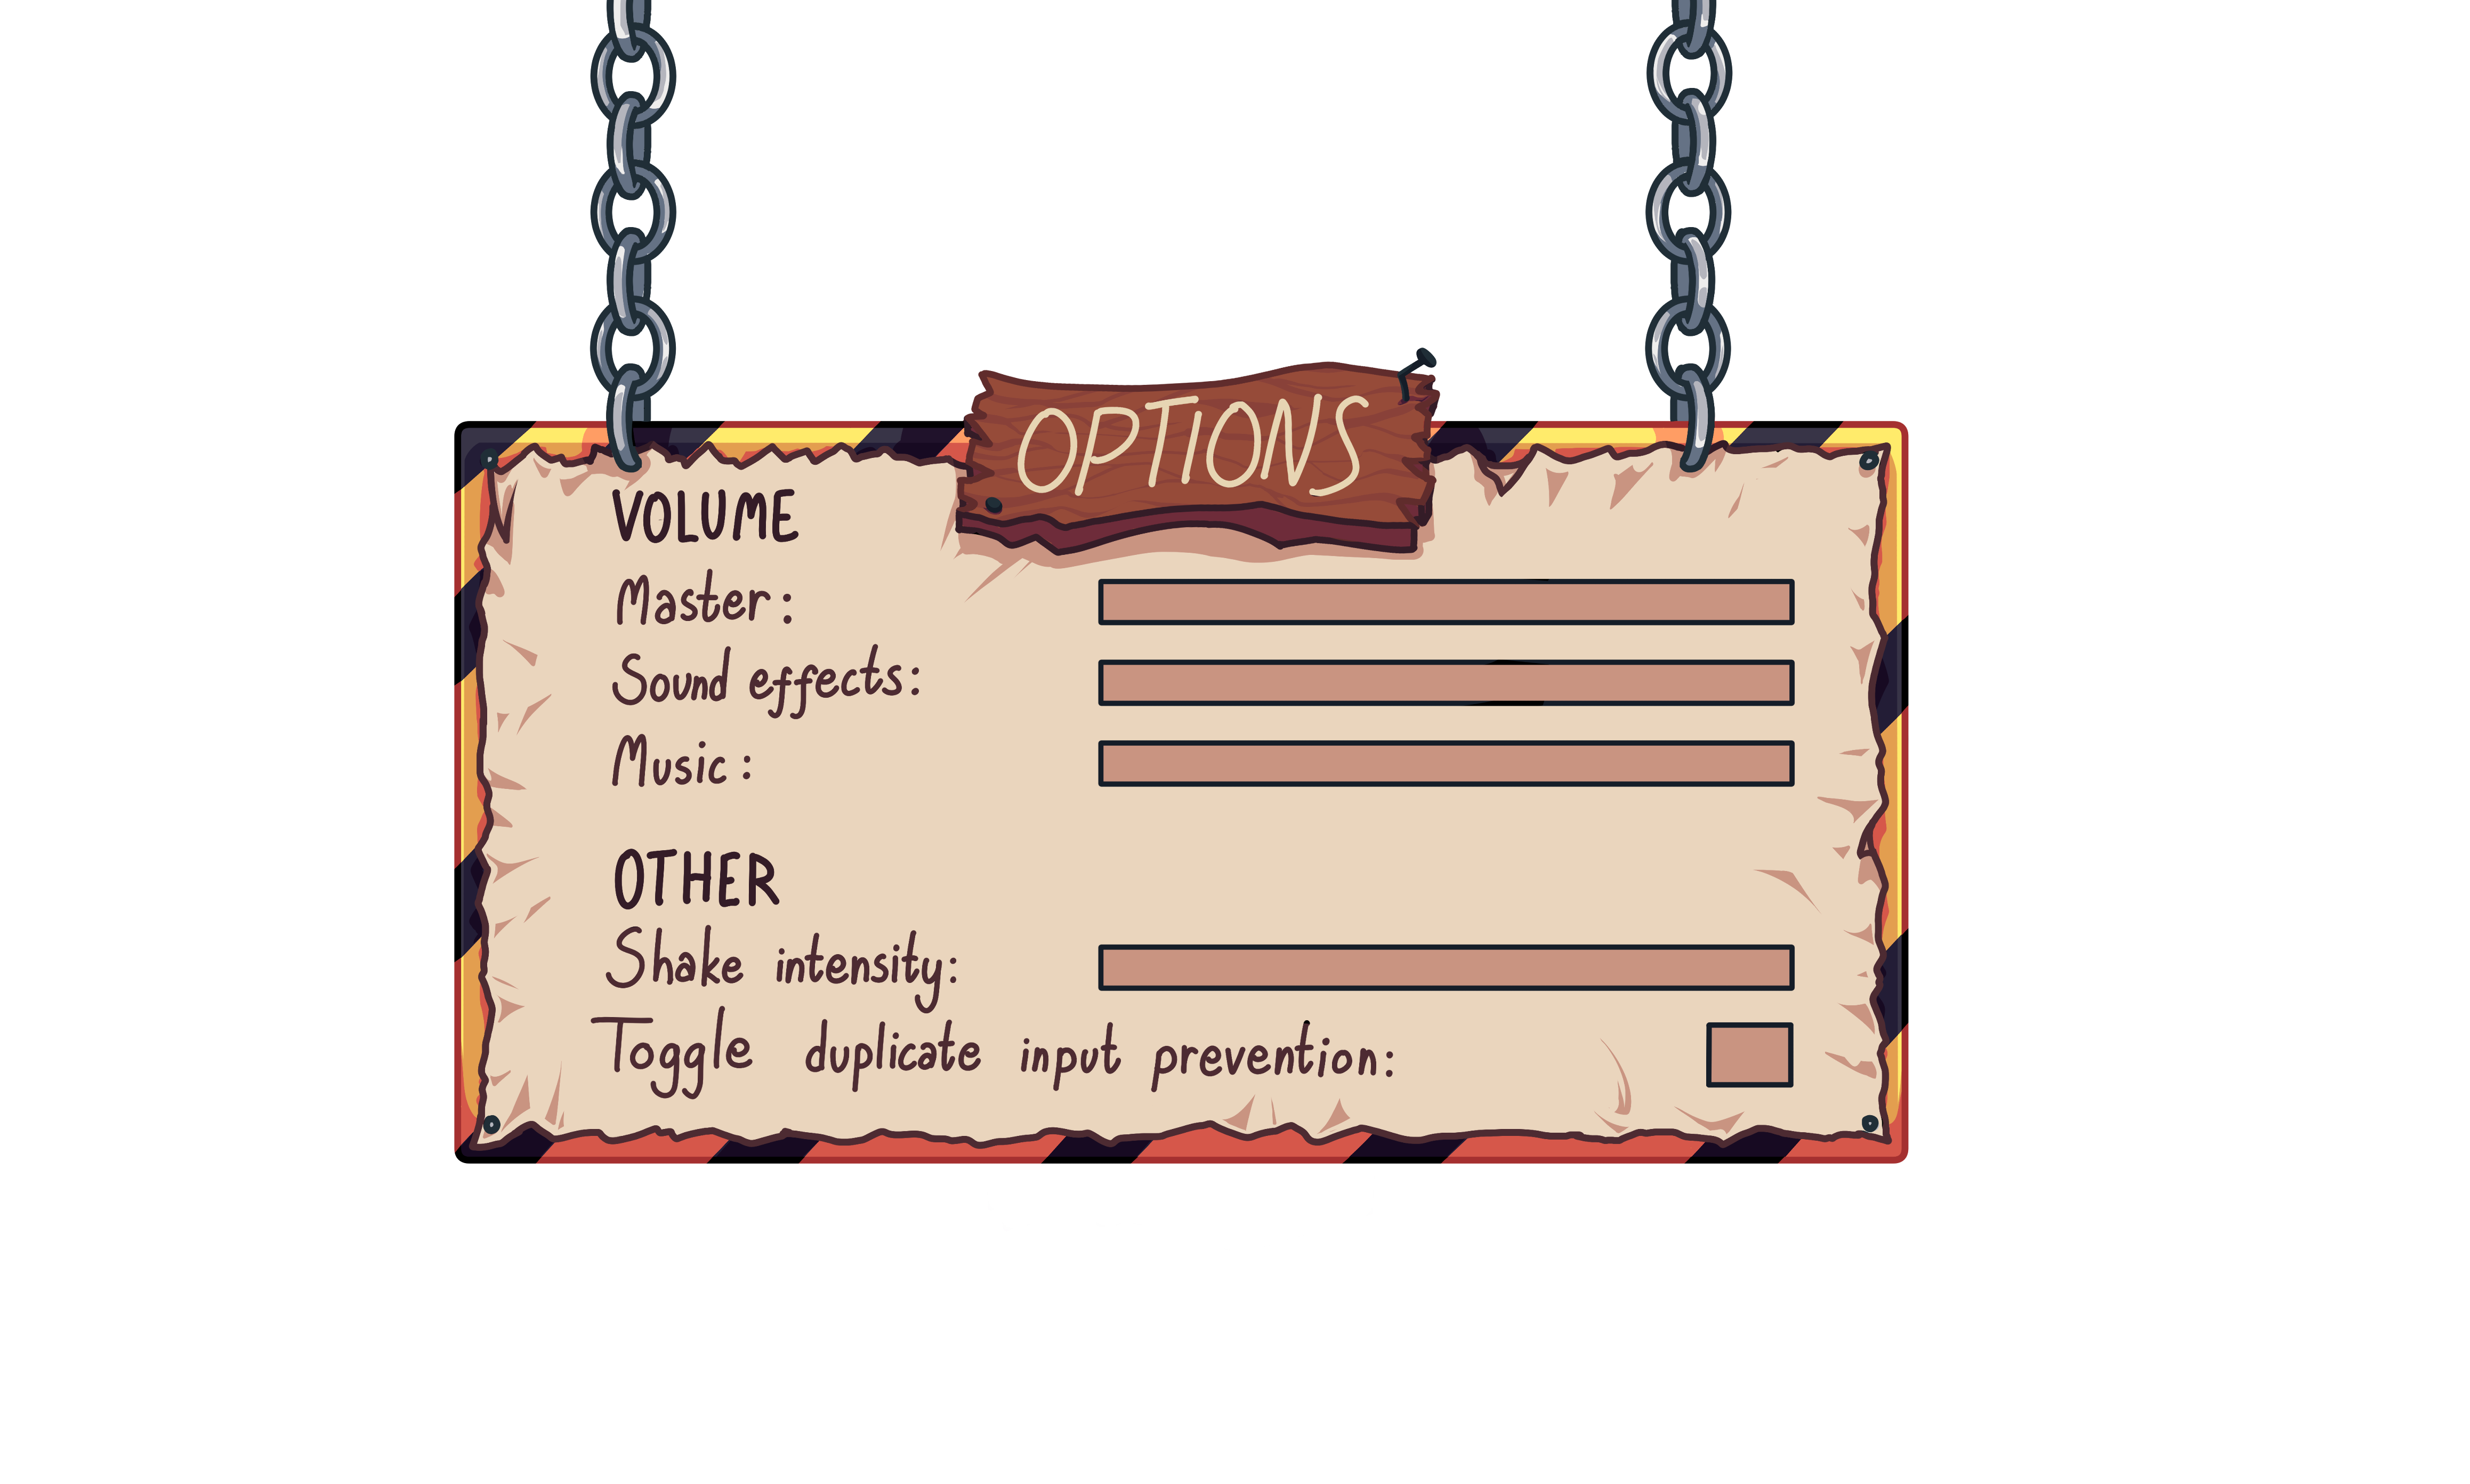 OPTIONS
VOLUME
Master:
Sound effects:
Music:
OTHER
Shake intensity:
Toggle duplicate input prevention: